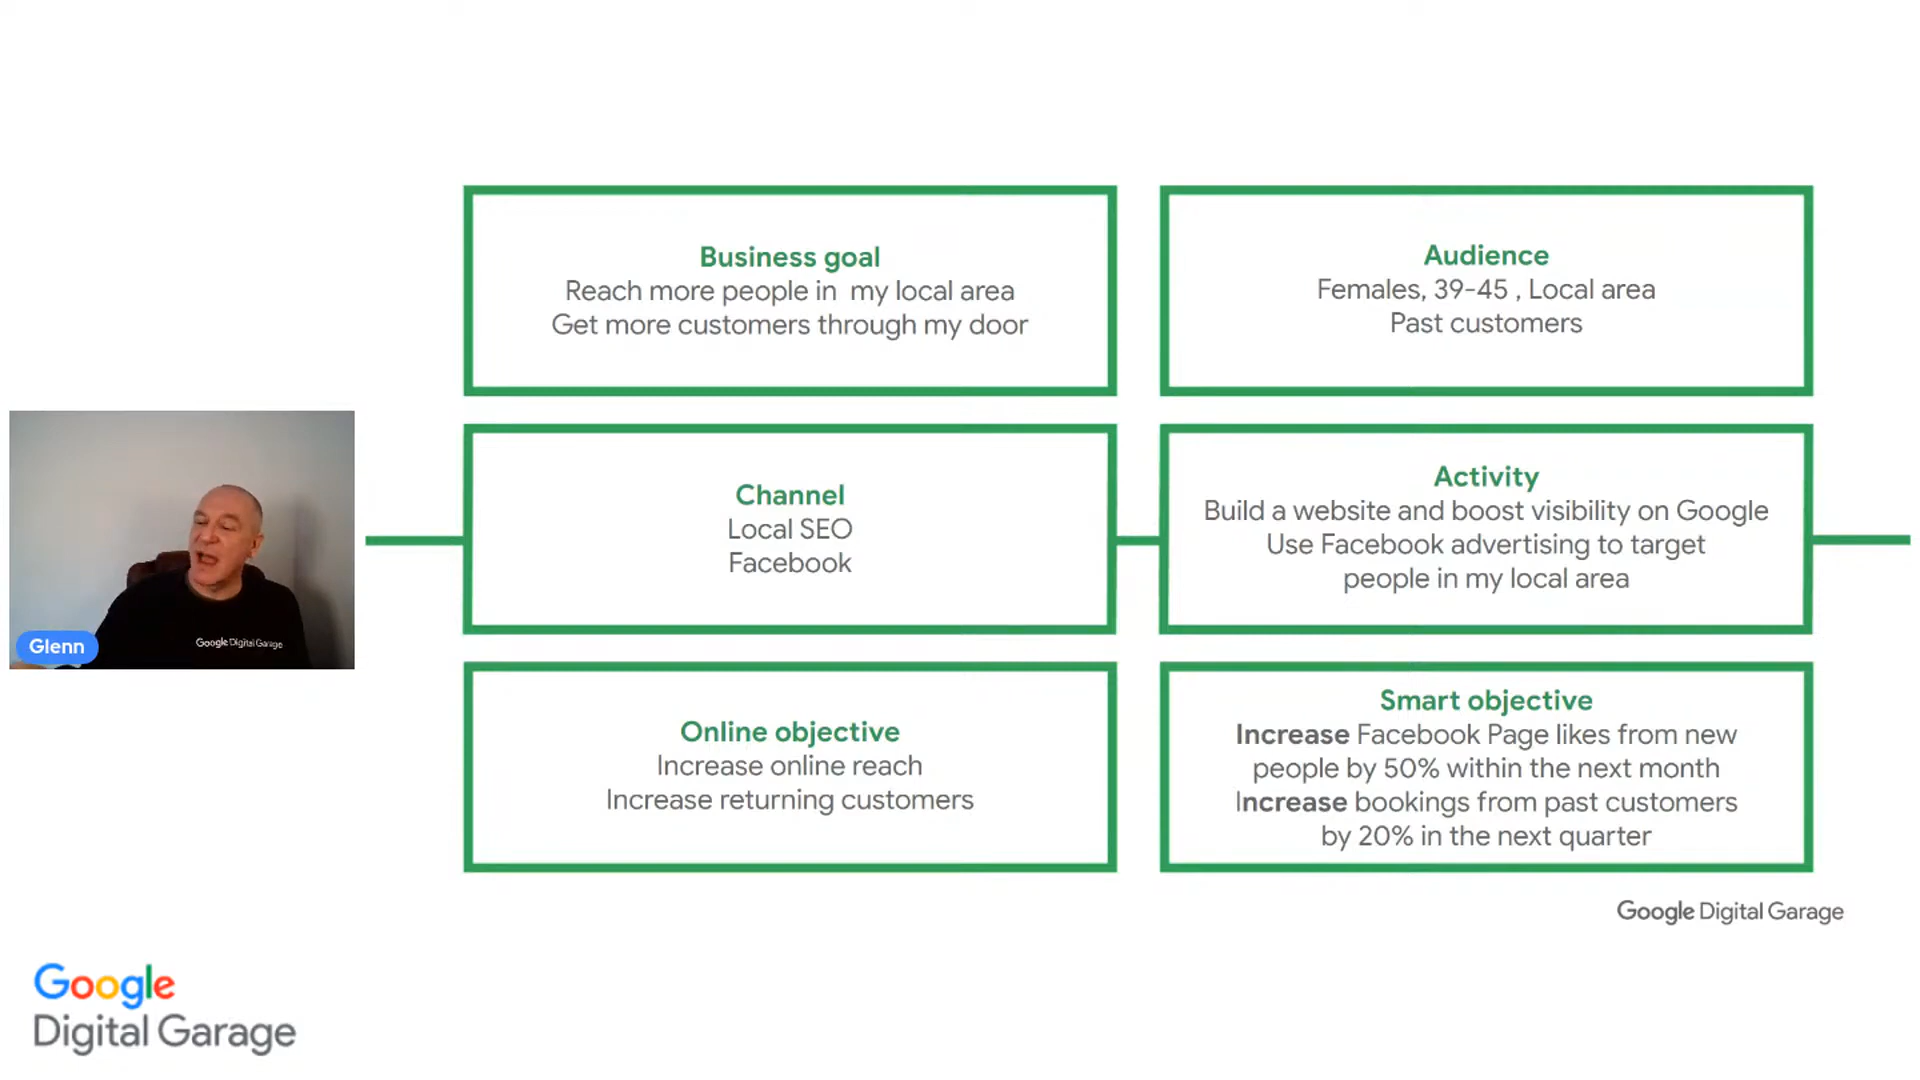 Business goal
Reach more people in  my local area
Get more customers through my door
Audience
Females, 39-45 , Local area
Past customers
Channel
Local SEO
Facebook
Activity
Build a website and boost visibility on Google
Use Facebook advertising to target
people in my local area
Online objective
Increase online reach
Increase returning customers
Smart objective
Increase Facebook Page likes from new
people by 50% within the next month
Increase bookings from past customers
by 20% in the next quarter
Google Digital Garage
Glenn
Google Digital Garage
Google
Digital Garage